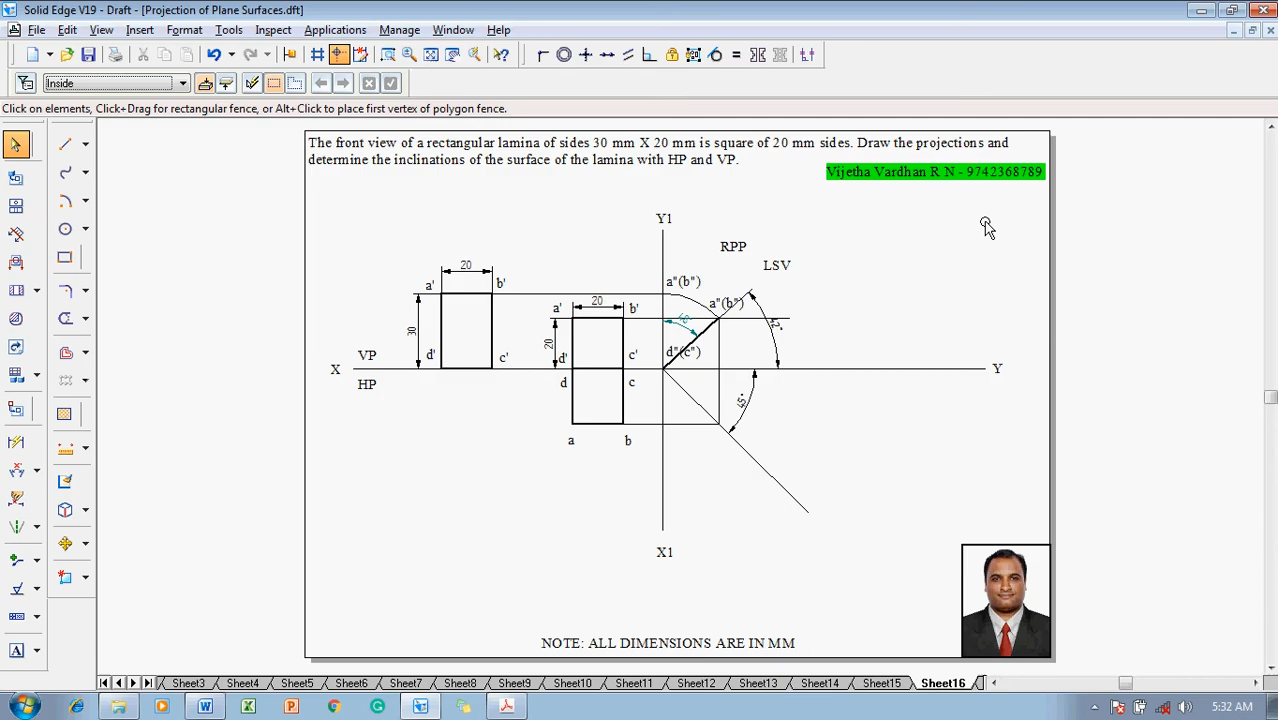 Solid Edge V19 - Draft - [Projection of Plane Surfaces.dft]
File Edit View Insert Format Tools Inspect Applications Manage Window Help
Inside
Click on elements, Click+Drag for rectangular fence, or Alt+Click to place first vertex of polygon fence.
The front view of a rectangular lamina of sides 30 mm X 20 mm is square of 20 mm sides. Draw the projections and
determine the inclinations of the surface of the lamina with HP and VP.
Vijetha Vardhan R N - 9742368789
Y1
RPP
LSV
20
a' b' a"(b")
20 a"(b")
a' b'
48° 42°
30
20
VP d' c' d' c' d"(c")
X Y
HP d c
45°
a b
X1
NOTE: ALL DIMENSIONS ARE IN MM
Sheet3 Sheet5 Sheet6 Sheet7 Sheet8 Sheet9 Sheet10 Sheet11 Sheet12 Sheet13 Sheet14 Sheet15 Sheet16
5:32 AM